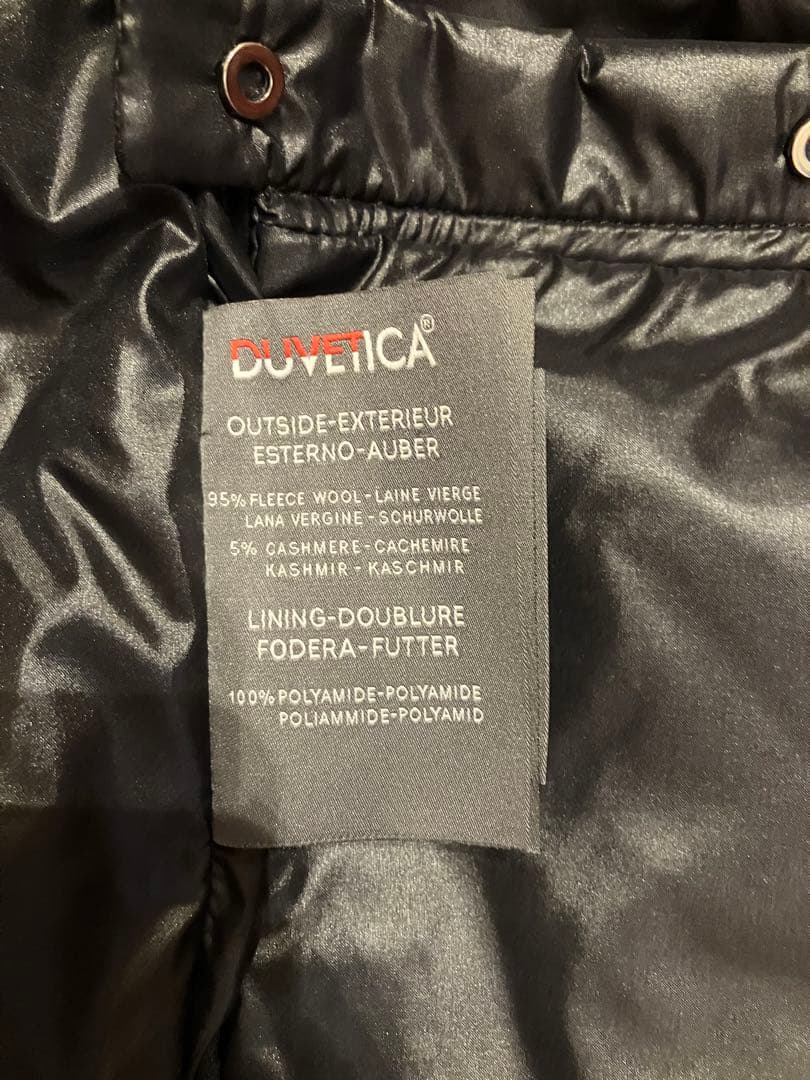 DUVETICA®
OUTSIDE-EXTERIEUR
ESTERNO-AUBER
95% FLEECE WOOL-LAINE VIERGE
LANA VERGINE-SCHURWOLLE
5% CASHMERE-CACHEMIRE
KASHMIR-KASCHMIR
LINING-DOUBLURE
FODERA-FUTTER
100% POLYAMIDE-POLYAMIDE
POLIAMMIDE-POLYAMID